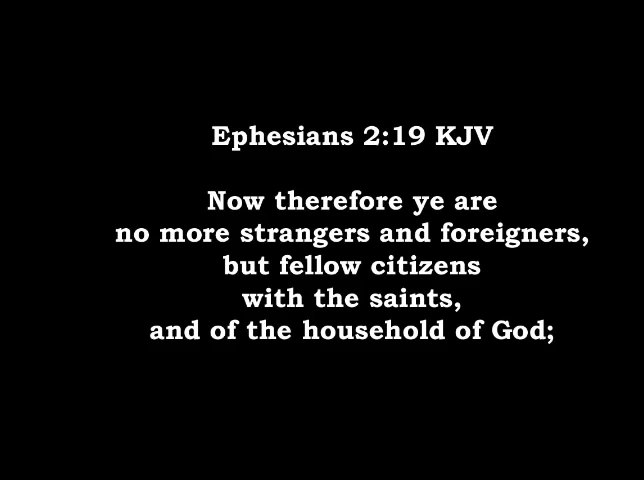 Ephesians 2:19 KJV
Now therefore ye are
no more strangers and foreigners,
but fellow citizens
with the saints,
and of the household of God;